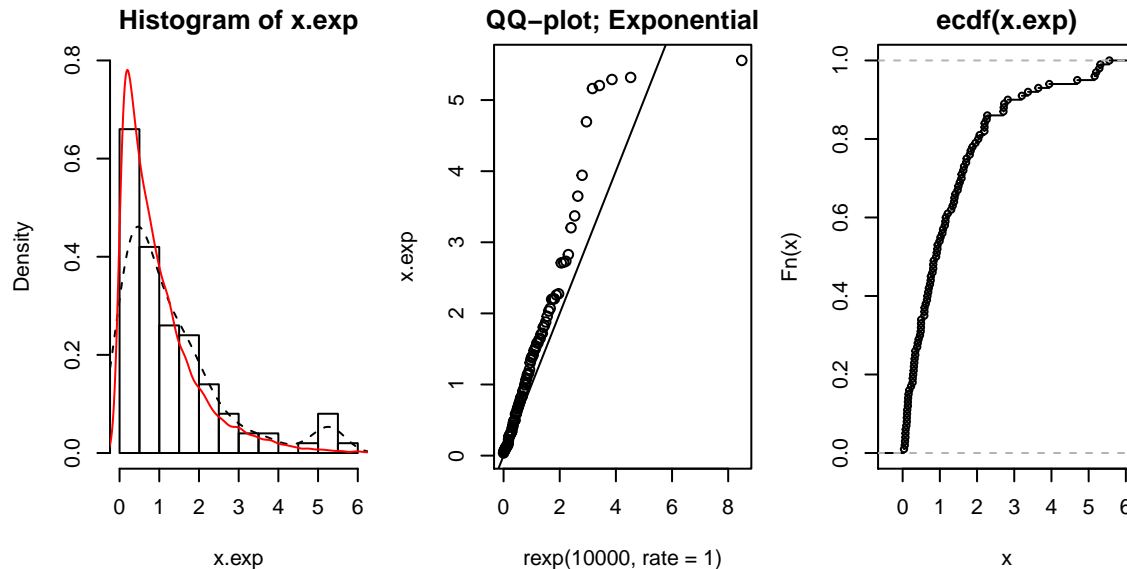 Histogram of x.exp
Density
0.0 0.2 0.4 0.6 0.8
0 1 2 3 4 5 6
x.exp
QQ−plot; Exponential
x.exp
0 1 2 3 4 5
0 2 4 6 8
rexp(10000, rate = 1)
ecdf(x.exp)
Fn(x)
0.0 0.2 0.4 0.6 0.8 1.0
0 1 2 3 4 5 6
x